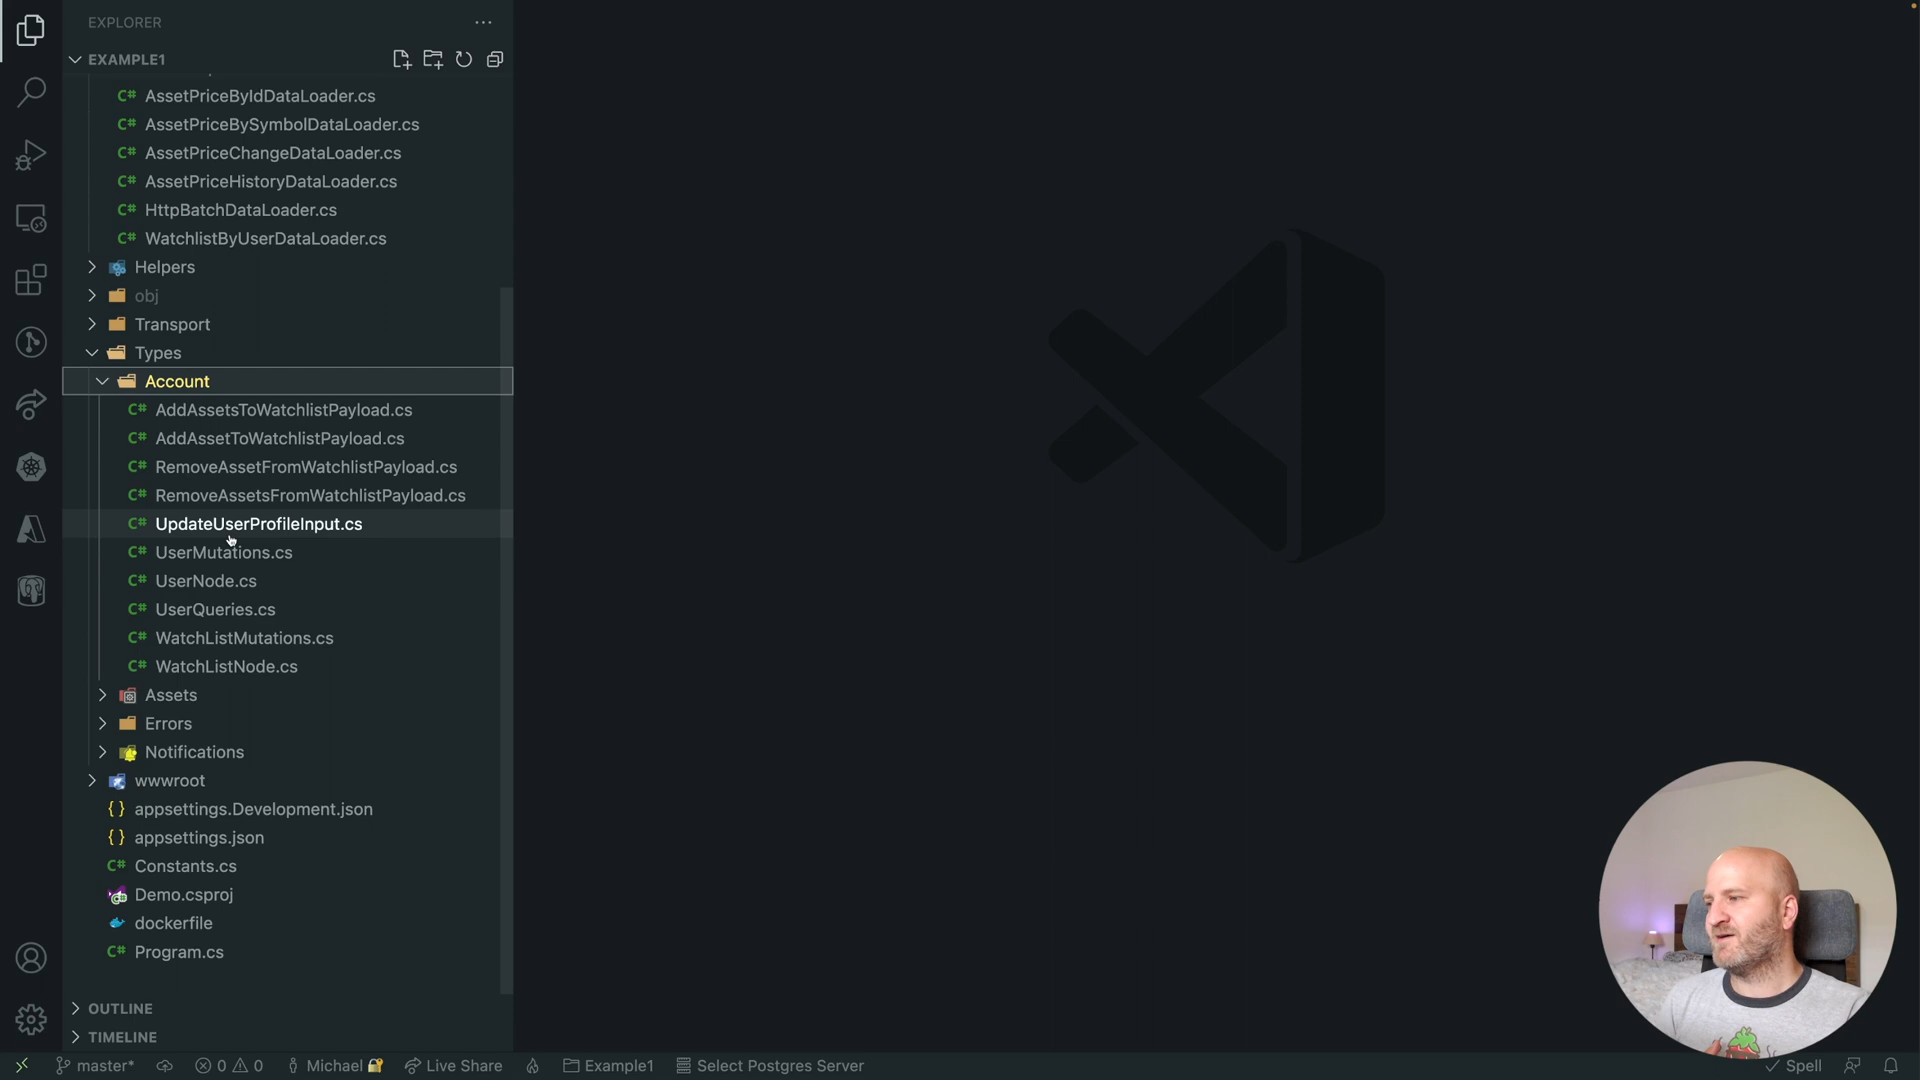 EXPLORER
EXAMPLE1
C# AssetPriceByIdDataLoader.cs
C# AssetPriceBySymbolDataLoader.cs
C# AssetPriceChangeDataLoader.cs
C# AssetPriceHistoryDataLoader.cs
C# HttpBatchDataLoader.cs
C# WatchlistByUserDataLoader.cs
Helpers
obj
Transport
Types
Account
C# AddAssetsToWatchlistPayload.cs
C# AddAssetToWatchlistPayload.cs
C# RemoveAssetFromWatchlistPayload.cs
C# RemoveAssetsFromWatchlistPayload.cs
C# UpdateUserProfileInput.cs
C# UserMutations.cs
C# UserNode.cs
C# UserQueries.cs
C# WatchListMutations.cs
C# WatchListNode.cs
Assets
Errors
Notifications
wwwroot
{} appsettings.Development.json
{} appsettings.json
C# Constants.cs
Demo.csproj
dockerfile
C# Program.cs
OUTLINE
TIMELINE
master* 0 0 Michael Live Share Example1 Select Postgres Server Spell